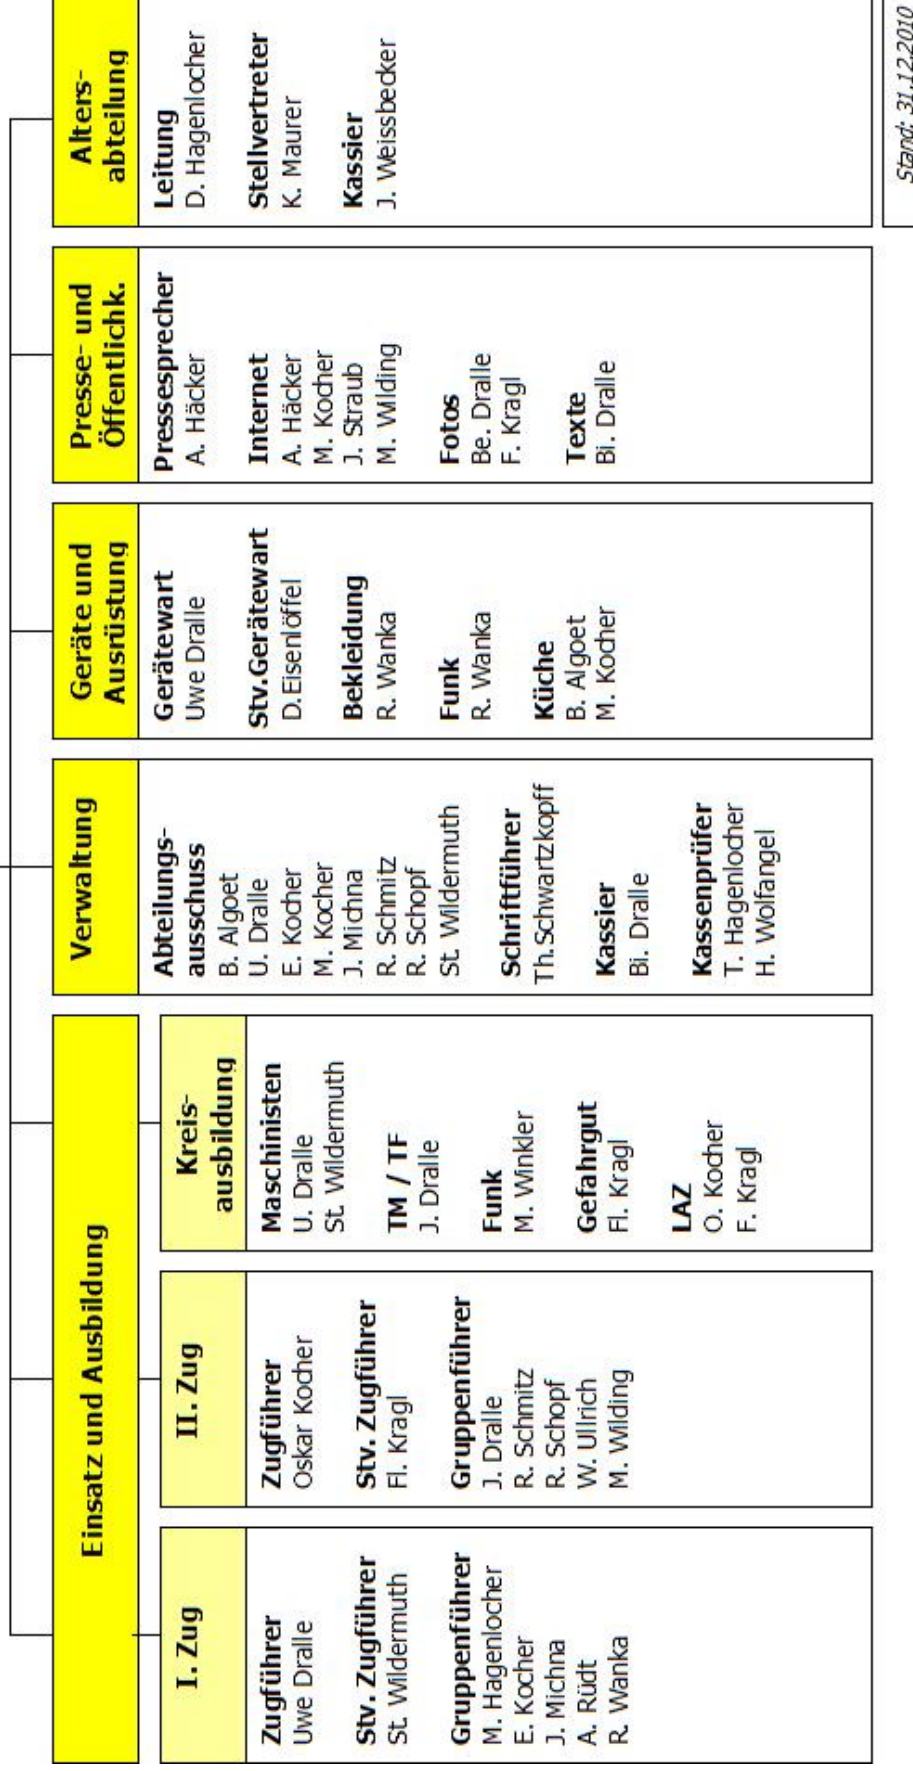 Einsatz und Ausbildung
I. Zug
Zugführer
Uwe Dralle
Stv. Zugführer
St. Wildermuth
Gruppenführer
M. Hagenlocher
E. Kocher
J. Michna
A. Rüdt
R. Wanka
II. Zug
Zugführer
Oskar Kocher
Stv. Zugführer
Fl. Kragl
Gruppenführer
J. Dralle
R. Schmitz
R. Schopf
W. Ullrich
M. Wilding
Kreis-
ausbildung
Maschinisten
U. Dralle
St. Wildermuth
TM / TF
J. Dralle
Funk
M. Winkler
Gefahrgut
Fl. Kragl
LAZ
O. Kocher
F. Kragl
Verwaltung
Abteilungs-
ausschuss
B. Algoet
U. Dralle
E. Kocher
M. Kocher
J. Michna
R. Schmitz
R. Schopf
St. Wildermuth
Schriftführer
Th.Schwartzkopff
Kassier
Bi. Dralle
Kassenprüfer
T. Hagenlocher
H. Wolfangel
Geräte und
Ausrüstung
Gerätewart
Uwe Dralle
Stv.Gerätewart
D.Eisenlöffel
Bekleidung
R. Wanka
Funk
R. Wanka
Küche
B. Algoet
M. Kocher
Presse- und
Öffentlichk.
Pressesprecher
A. Häcker
Internet
A. Häcker
M. Kocher
J. Straub
M. Wilding
Fotos
Be. Dralle
F. Kragl
Texte
Bi. Dralle
Alters-
abteilung
Leitung
D. Hagenlocher
Stellvertreter
K. Maurer
Kassier
J. Weissbecker
Stand: 31.12.2010